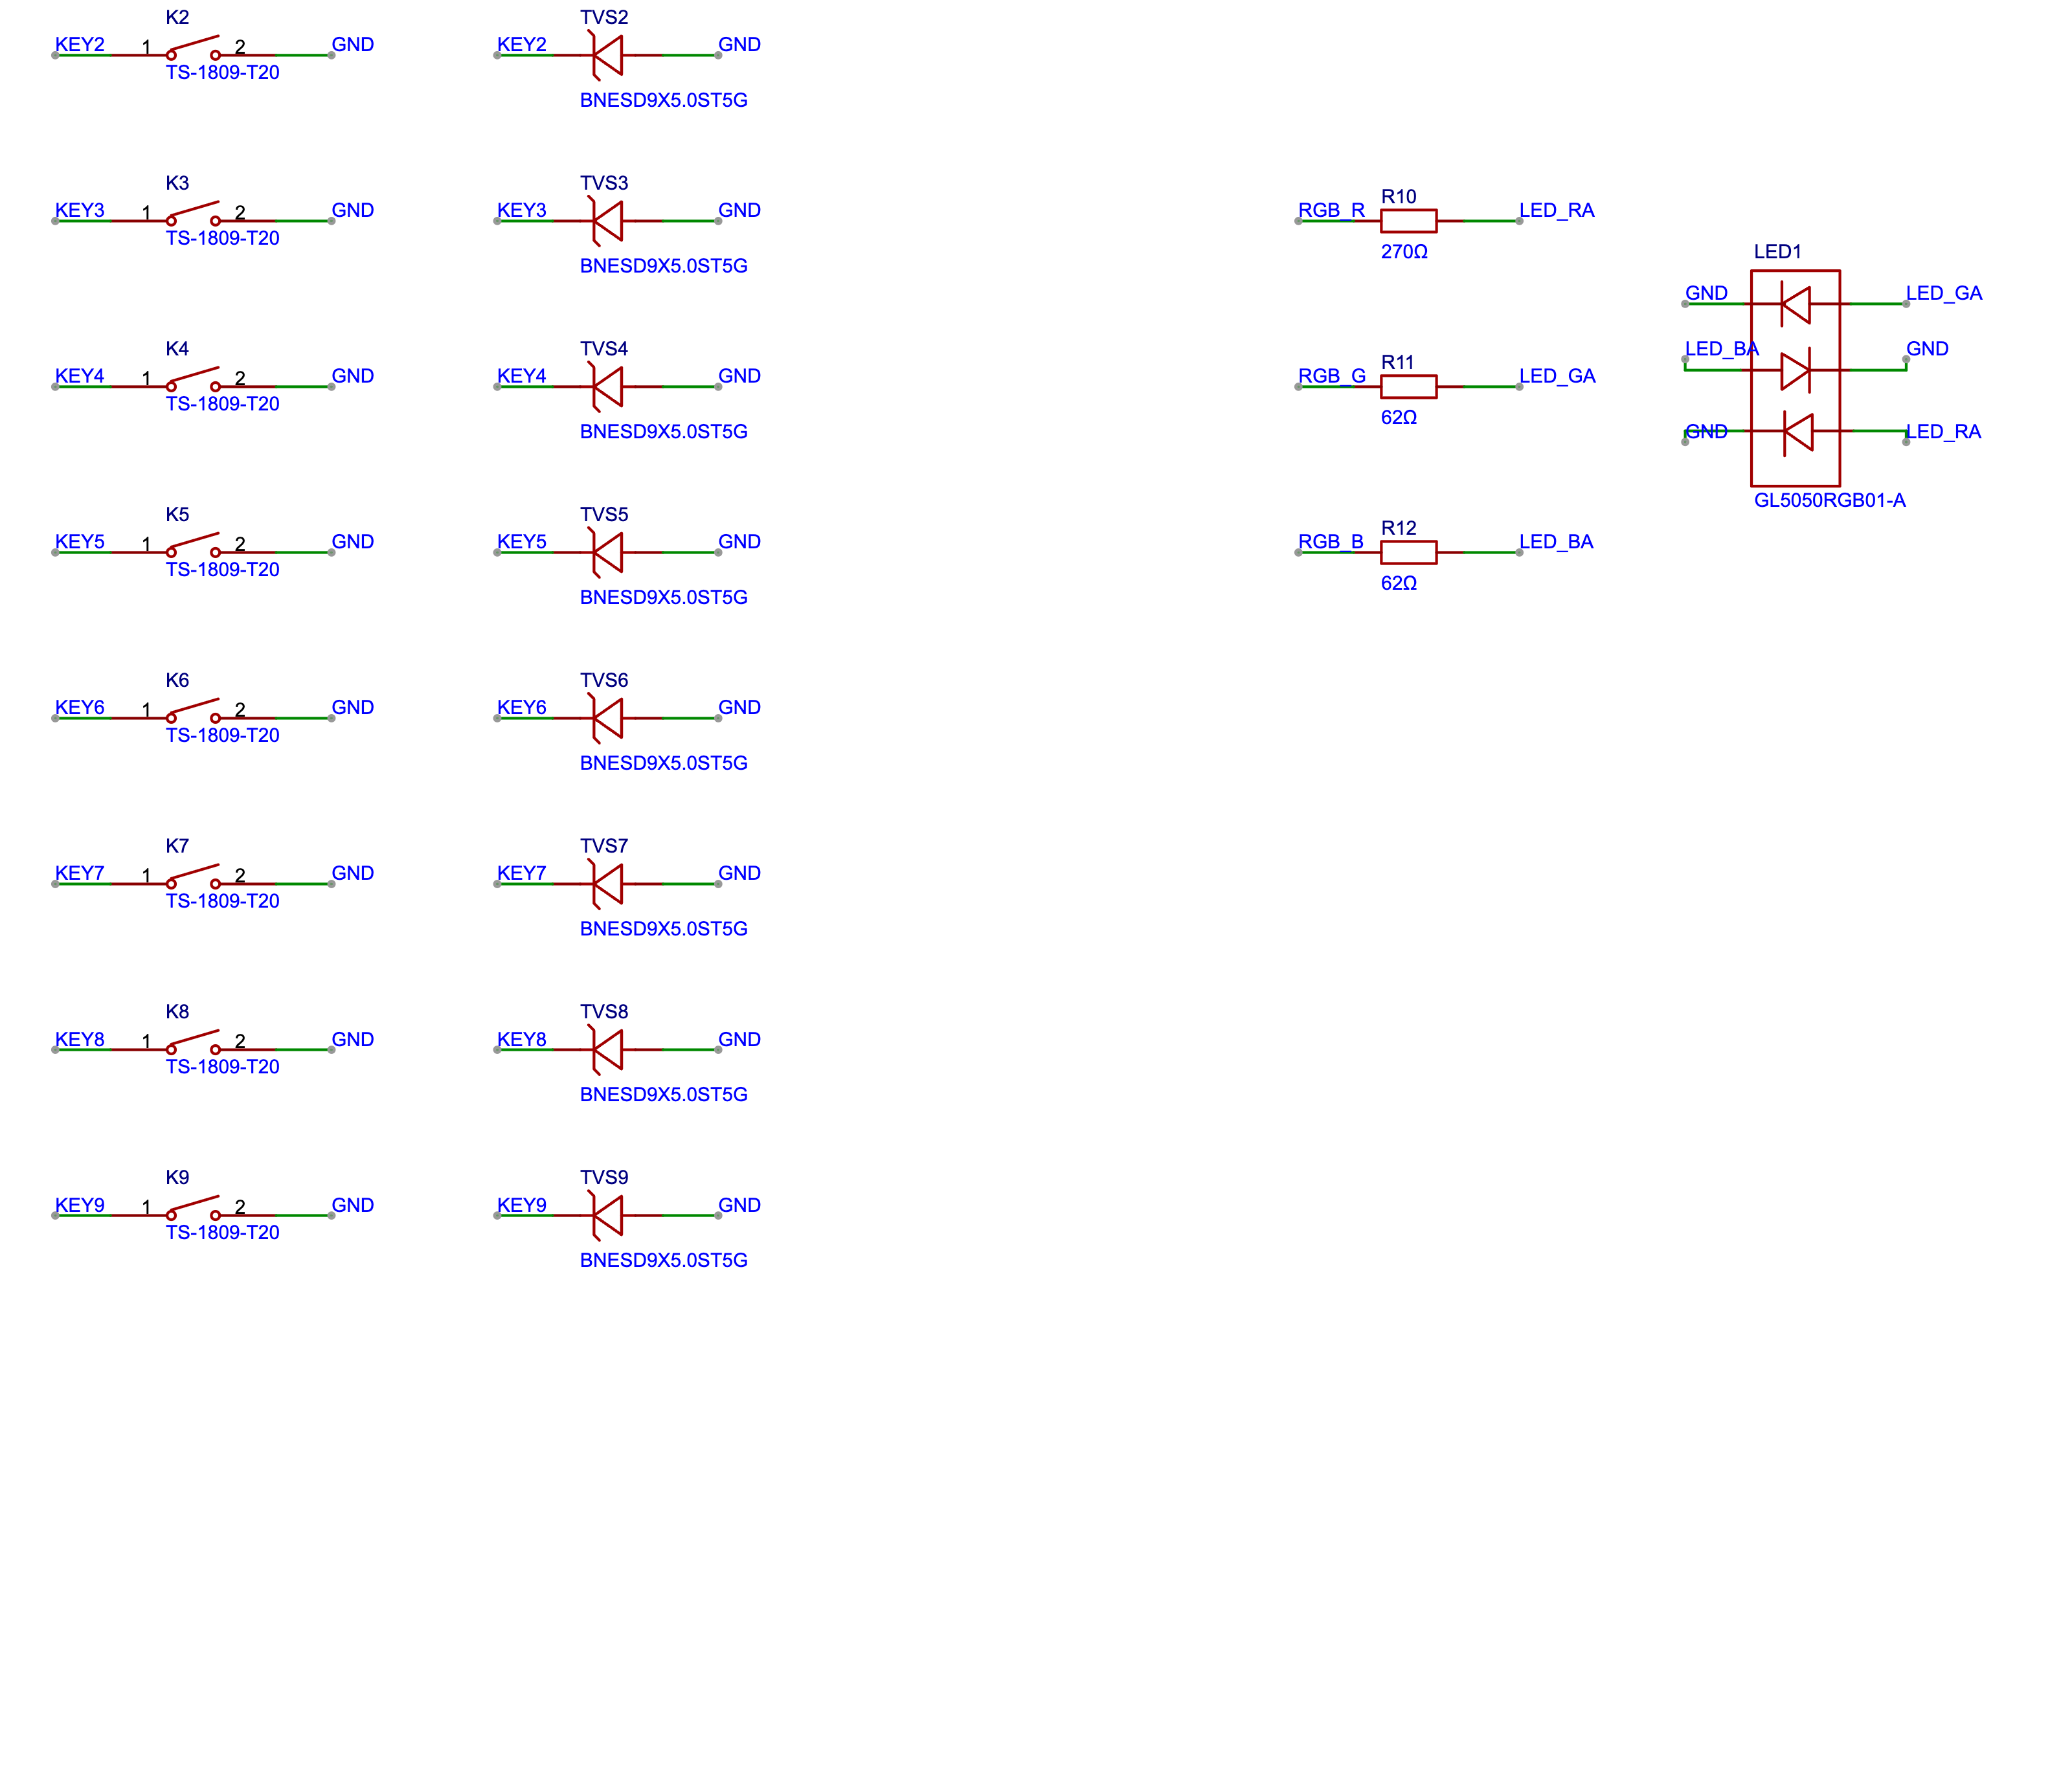 K2
KEY2 1 2 GND
TS-1809-T20
TVS2
KEY2 GND
BNESD9X5.0ST5G
K3
KEY3 1 2 GND
TS-1809-T20
TVS3
KEY3 GND
BNESD9X5.0ST5G
K4
KEY4 1 2 GND
TS-1809-T20
TVS4
KEY4 GND
BNESD9X5.0ST5G
K5
KEY5 1 2 GND
TS-1809-T20
TVS5
KEY5 GND
BNESD9X5.0ST5G
K6
KEY6 1 2 GND
TS-1809-T20
TVS6
KEY6 GND
BNESD9X5.0ST5G
K7
KEY7 1 2 GND
TS-1809-T20
TVS7
KEY7 GND
BNESD9X5.0ST5G
K8
KEY8 1 2 GND
TS-1809-T20
TVS8
KEY8 GND
BNESD9X5.0ST5G
K9
KEY9 1 2 GND
TS-1809-T20
TVS9
KEY9 GND
BNESD9X5.0ST5G
R10
RGB_R LED_RA
270Ω
R11
RGB_G LED_GA
62Ω
R12
RGB_B LED_BA
62Ω
LED1
GND LED_GA
LED_BA GND
GND LED_RA
GL5050RGB01-A